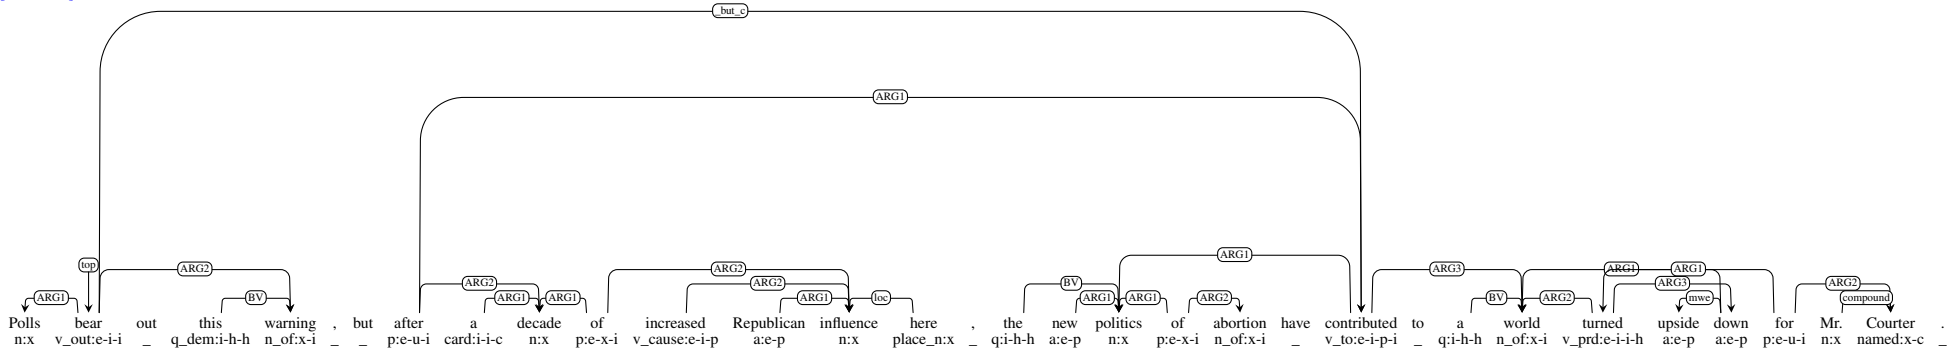 _but_c
ARG1
top ARG2 BV ARG1 ARG2 ARG1 ARG1 ARG2 ARG2 ARG1 loc BV ARG1 ARG1 ARG2 ARG1 ARG3 BV ARG2 ARG1 ARG1 ARG3 mwe ARG2 compound
Polls bear out this warning , but after a decade of increased Republican influence here , the new politics of abortion have contributed to a world turned upside down for Mr. Courter .
n:x v_out:e-i-i _ q_dem:i-h-h n_of:x-i _ _ p:e-u-i card:i-i-c n:x p:e-x-i v_cause:e-i-p a:e-p n:x place_n:x _ q:i-h-h a:e-p n:x p:e-x-i n_of:x-i _ v_to:e-i-p-i _ q:i-h-h n_of:x-i v_prd:e-i-i-h a:e-p a:e-p p:e-u-i n:x named:x-c _